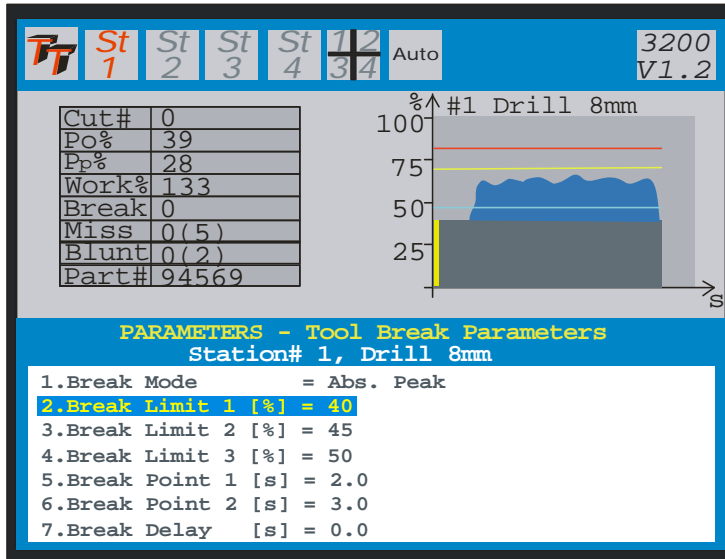 TT St 1 St 2 St 3 St 4 1 2 3 4 Auto 3200 V1.2
Cut# 0
Po% 39
Pp% 28
Work% 133
Break 0
Miss 0(5)
Blunt 0(2)
Part# 94569
% #1 Drill 8mm
100
75
50
25
s
PARAMETERS - Tool Break Parameters
Station# 1, Drill 8mm
1.Break Mode = Abs. Peak
2.Break Limit 1 [%] = 40
3.Break Limit 2 [%] = 45
4.Break Limit 3 [%] = 50
5.Break Point 1 [s] = 2.0
6.Break Point 2 [s] = 3.0
7.Break Delay [s] = 0.0